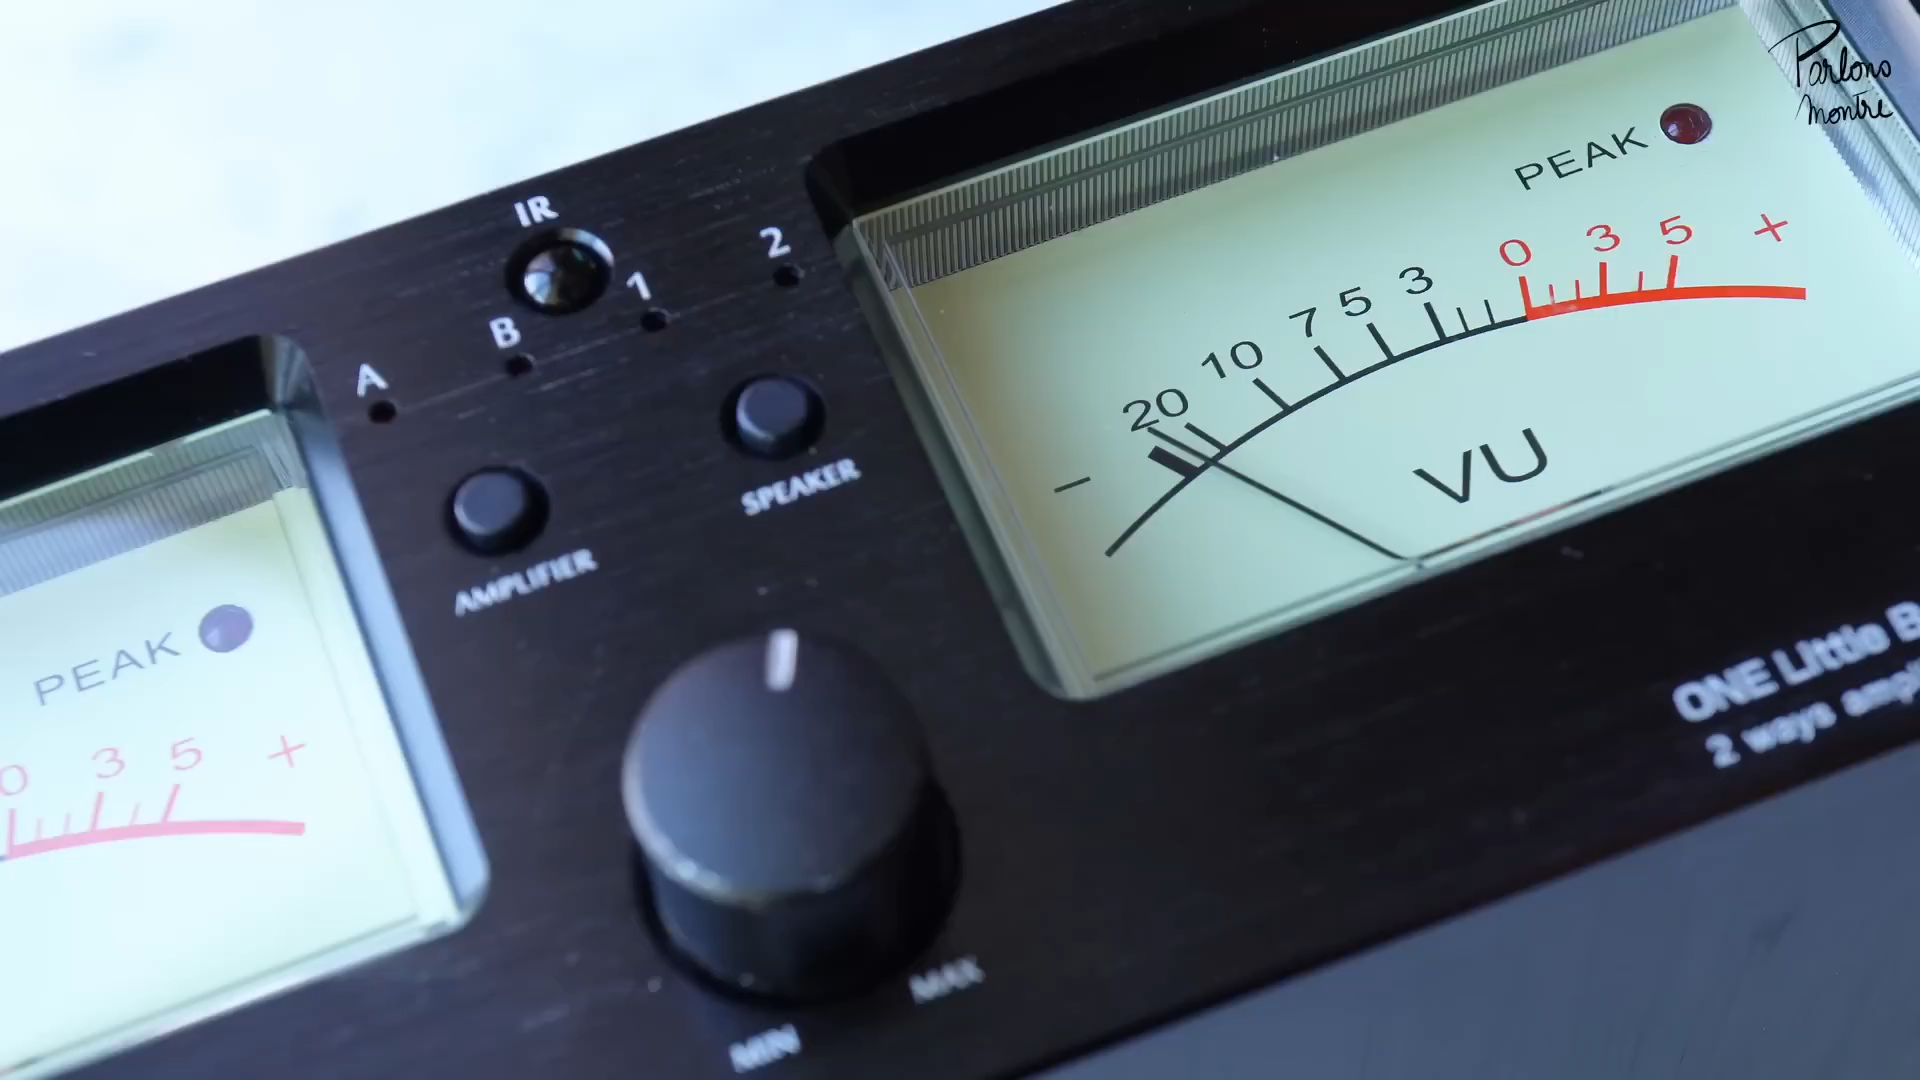 Parlons
montre
PEAK
0 3 5 +
IR
A B 1 2
AMPLIFIER
SPEAKER
MIN MAX
PEAK
- 20 10 7 5 3 0 3 5 +
VU
ONE Little
2 ways